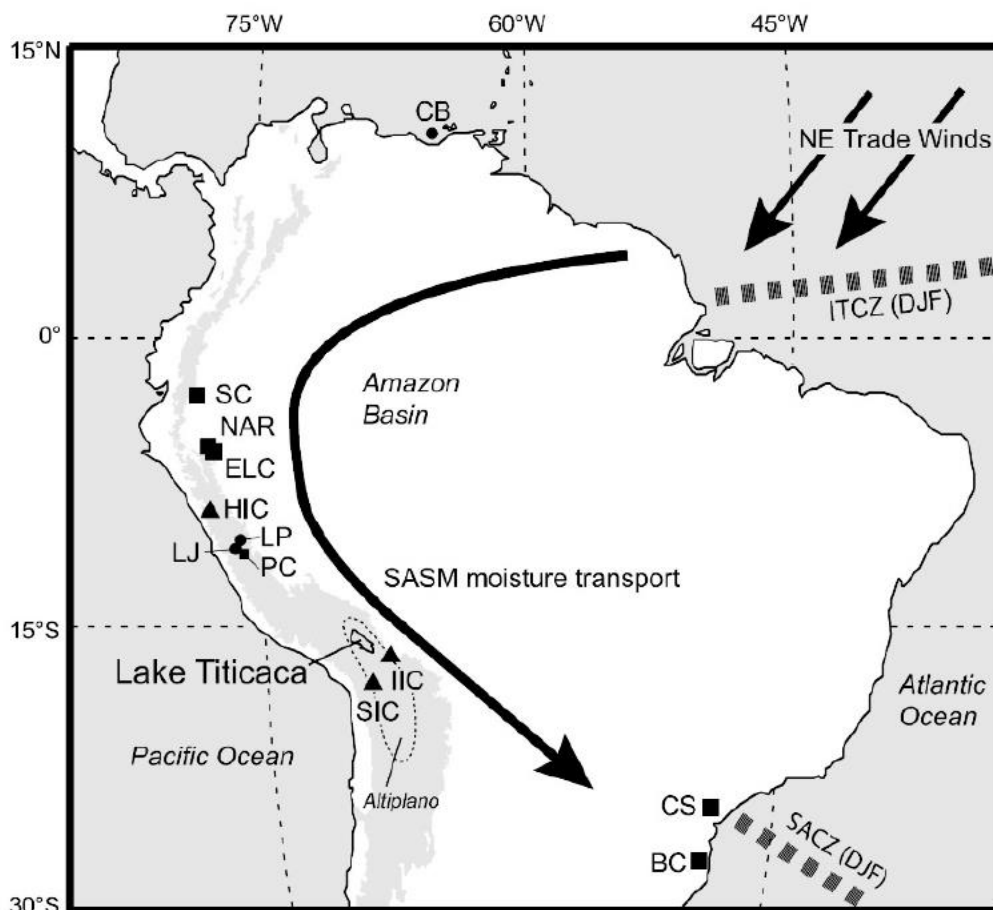 75°W 60°W 45°W
15°N
CB
NE Trade Winds
ITCZ (DJF)
0°
Amazon
Basin
SC
NAR
ELC
HIC
LP
LJ
PC
SASM moisture transport
15°S
Lake Titicaca
IIC
SIC
Atlantic
Ocean
Pacific Ocean
Altiplano
CS
SACZ (DJF)
BC
30°S